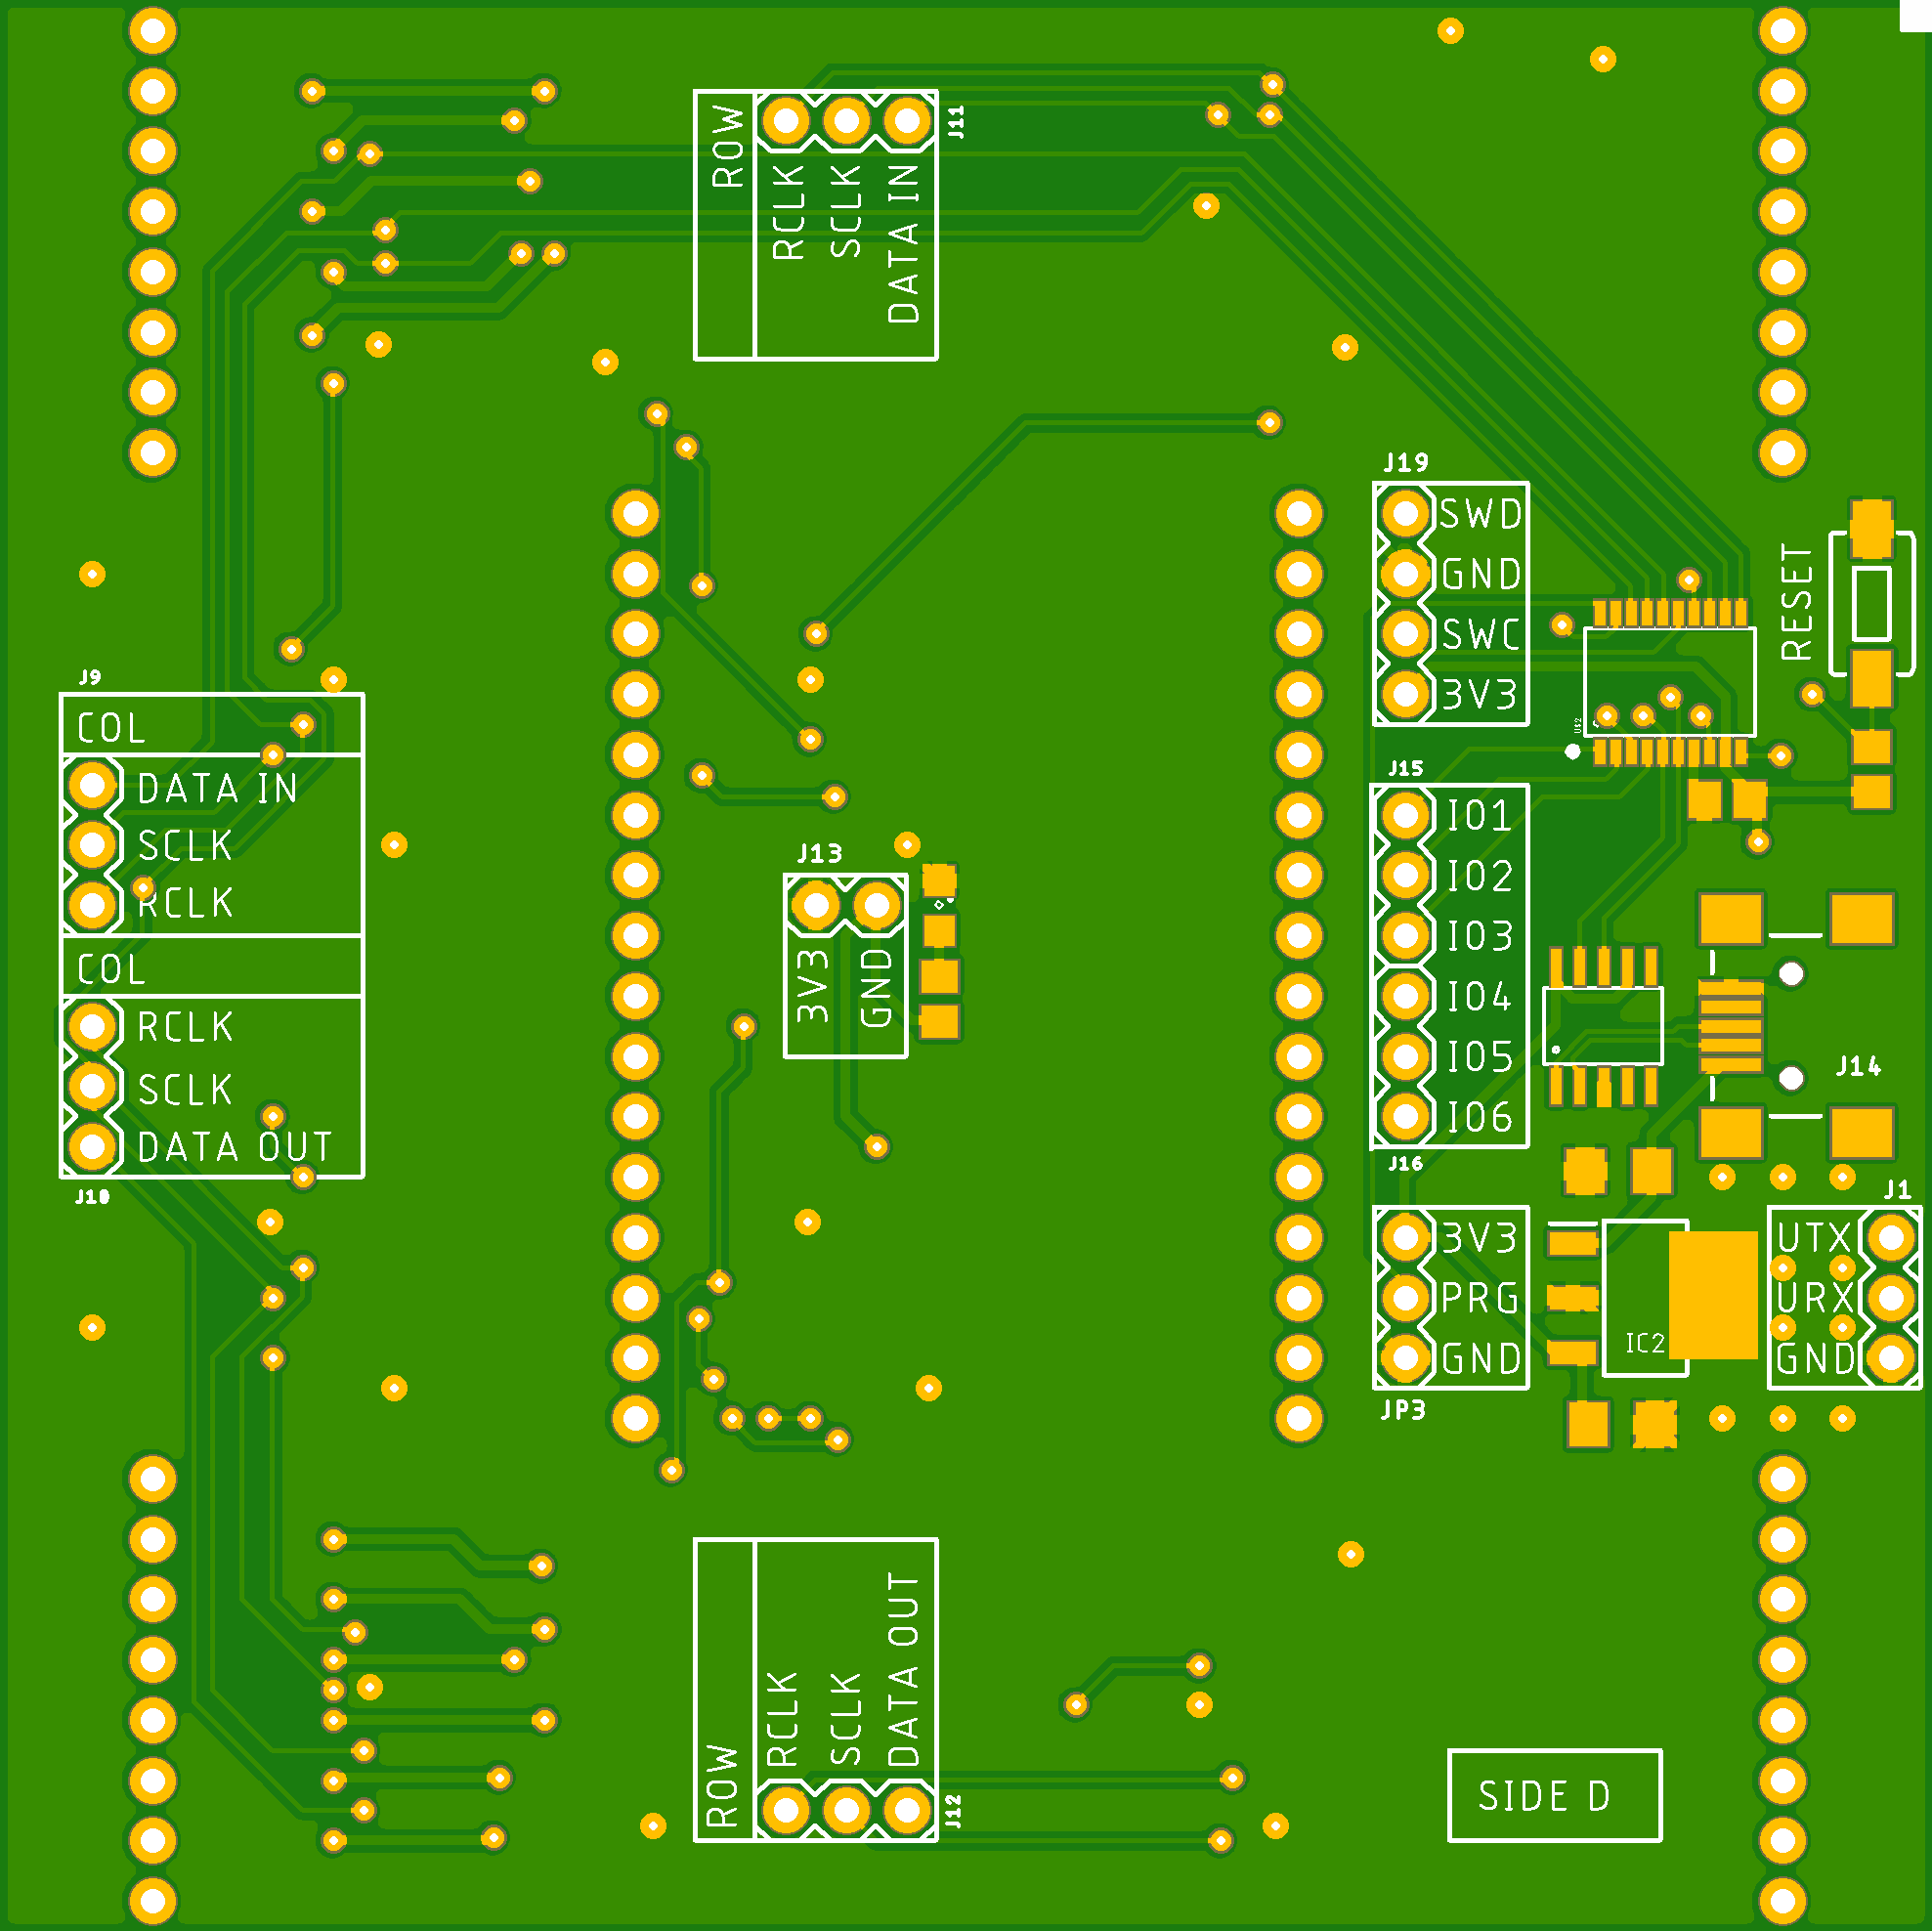 ROW
RCLK
SCLK
DATA IN
J11
J19
SWD
GND
SWC
3V3
RESET
J9
COL
DATA IN
SCLK
RCLK
COL
RCLK
SCLK
DATA OUT
J10
J13
3V3
GND
J15
IO1
IO2
IO3
IO4
IO5
IO6
J16
J14
J1
UTX
URX
GND
3V3
PRG
GND
JP3
IC2
ROW
RCLK
SCLK
DATA OUT
J12
SIDE D